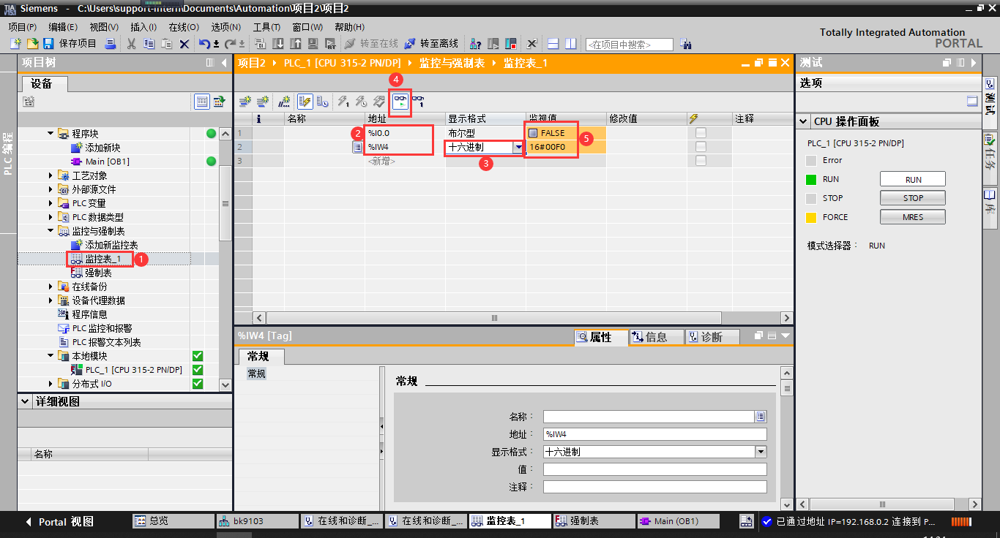 Siemens - C:\Users\support-intern\Documents\Automation\项目2\项目2
项目(P) 编辑(E) 视图(V) 插入(I) 在线(O) 选项(N) 工具(T) 窗口(W) 帮助(H)
Totally Integrated Automation
PORTAL
保存项目 转至在线 转至离线 <在项目中搜索>
项目树
设备
PLC 编程
程序块
添加新块
Main [OB1]
工艺对象
外部源文件
PLC 变量
PLC 数据类型
监控与强制表
添加新监控表
监控表_1
1
强制表
在线备份
设备代理数据
程序信息
PLC 监控和报警
PLC 报警文本列表
本地模块
PLC_1 [CPU 315-2 PN/DP]
分布式 I/O
详细视图
名称
项目2 PLC_1 [CPU 315-2 PN/DP] 监控与强制表 监控表_1
4
i 名称 地址 显示格式 监视值 修改值 注释
1 %I0.0 布尔型 FALSE
2 %IW4 十六进制 16#00F0
3 <新增>
2
3
5
%IW4 [Tag]
属性 信息 诊断
常规
常规
常规
名称：
地址： %IW4
显示格式： 十六进制
值：
注释：
测试
选项
CPU 操作面板
PLC_1 [CPU 315-2 PN/DP]
Error
RUN RUN
STOP STOP
FORCE MRES
模式选择器： RUN
测试
任务
库
Portal 视图 总览 bk9103 在线和诊断_... 在线和诊断_... 监控表_1 强制表 Main (OB1) 已通过地址 IP=192.168.0.2 连接到 P...